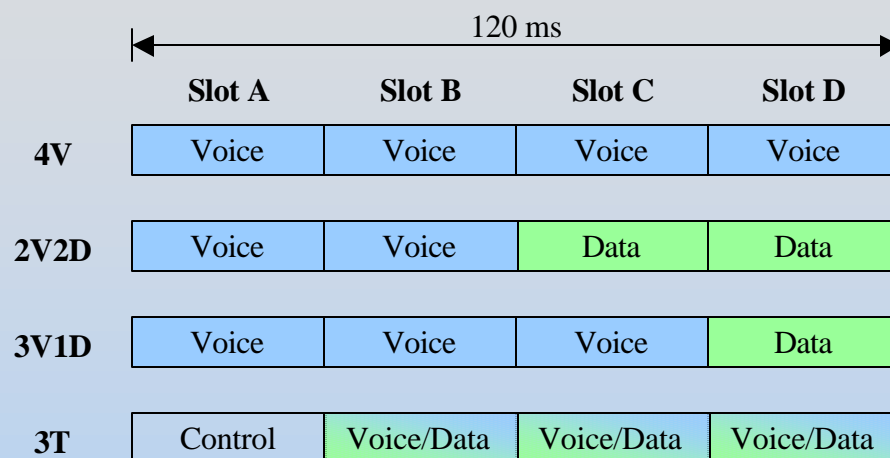 120 ms
Slot A Slot B Slot C Slot D
4V Voice Voice Voice Voice
2V2D Voice Voice Data Data
3V1D Voice Voice Voice Data
3T Control Voice/Data Voice/Data Voice/Data